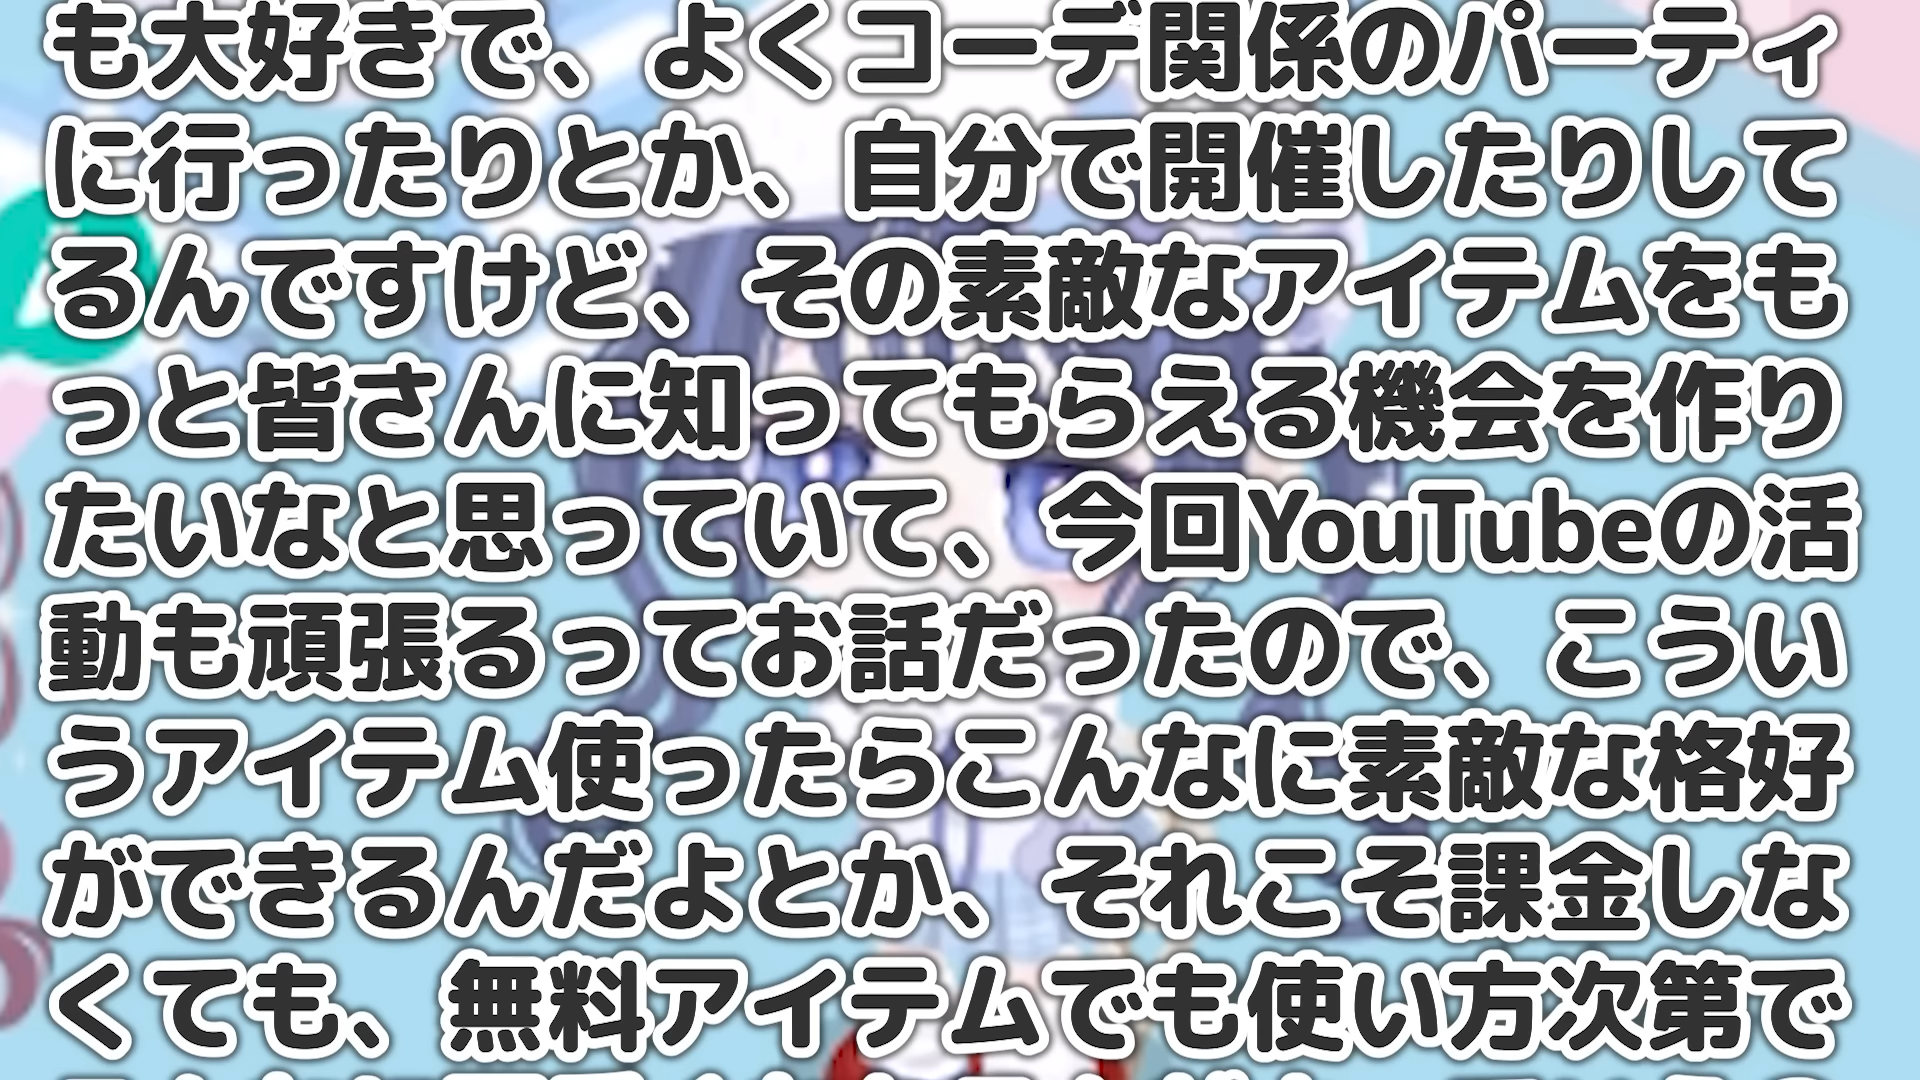 も大好きで、よくコーデ関係のパーティ
に行ったりとか、自分で開催したりして
るんですけど、その素敵なアイテムをも
っと皆さんに知ってもらえる機会を作り
たいなと思っていて、今回YouTubeの活
動も頑張るってお話だったので、こうい
うアイテム使ったらこんなに素敵な格好
ができるんだよとか、それこそ課金しな
くても、無料アイテムでも使い方次第で